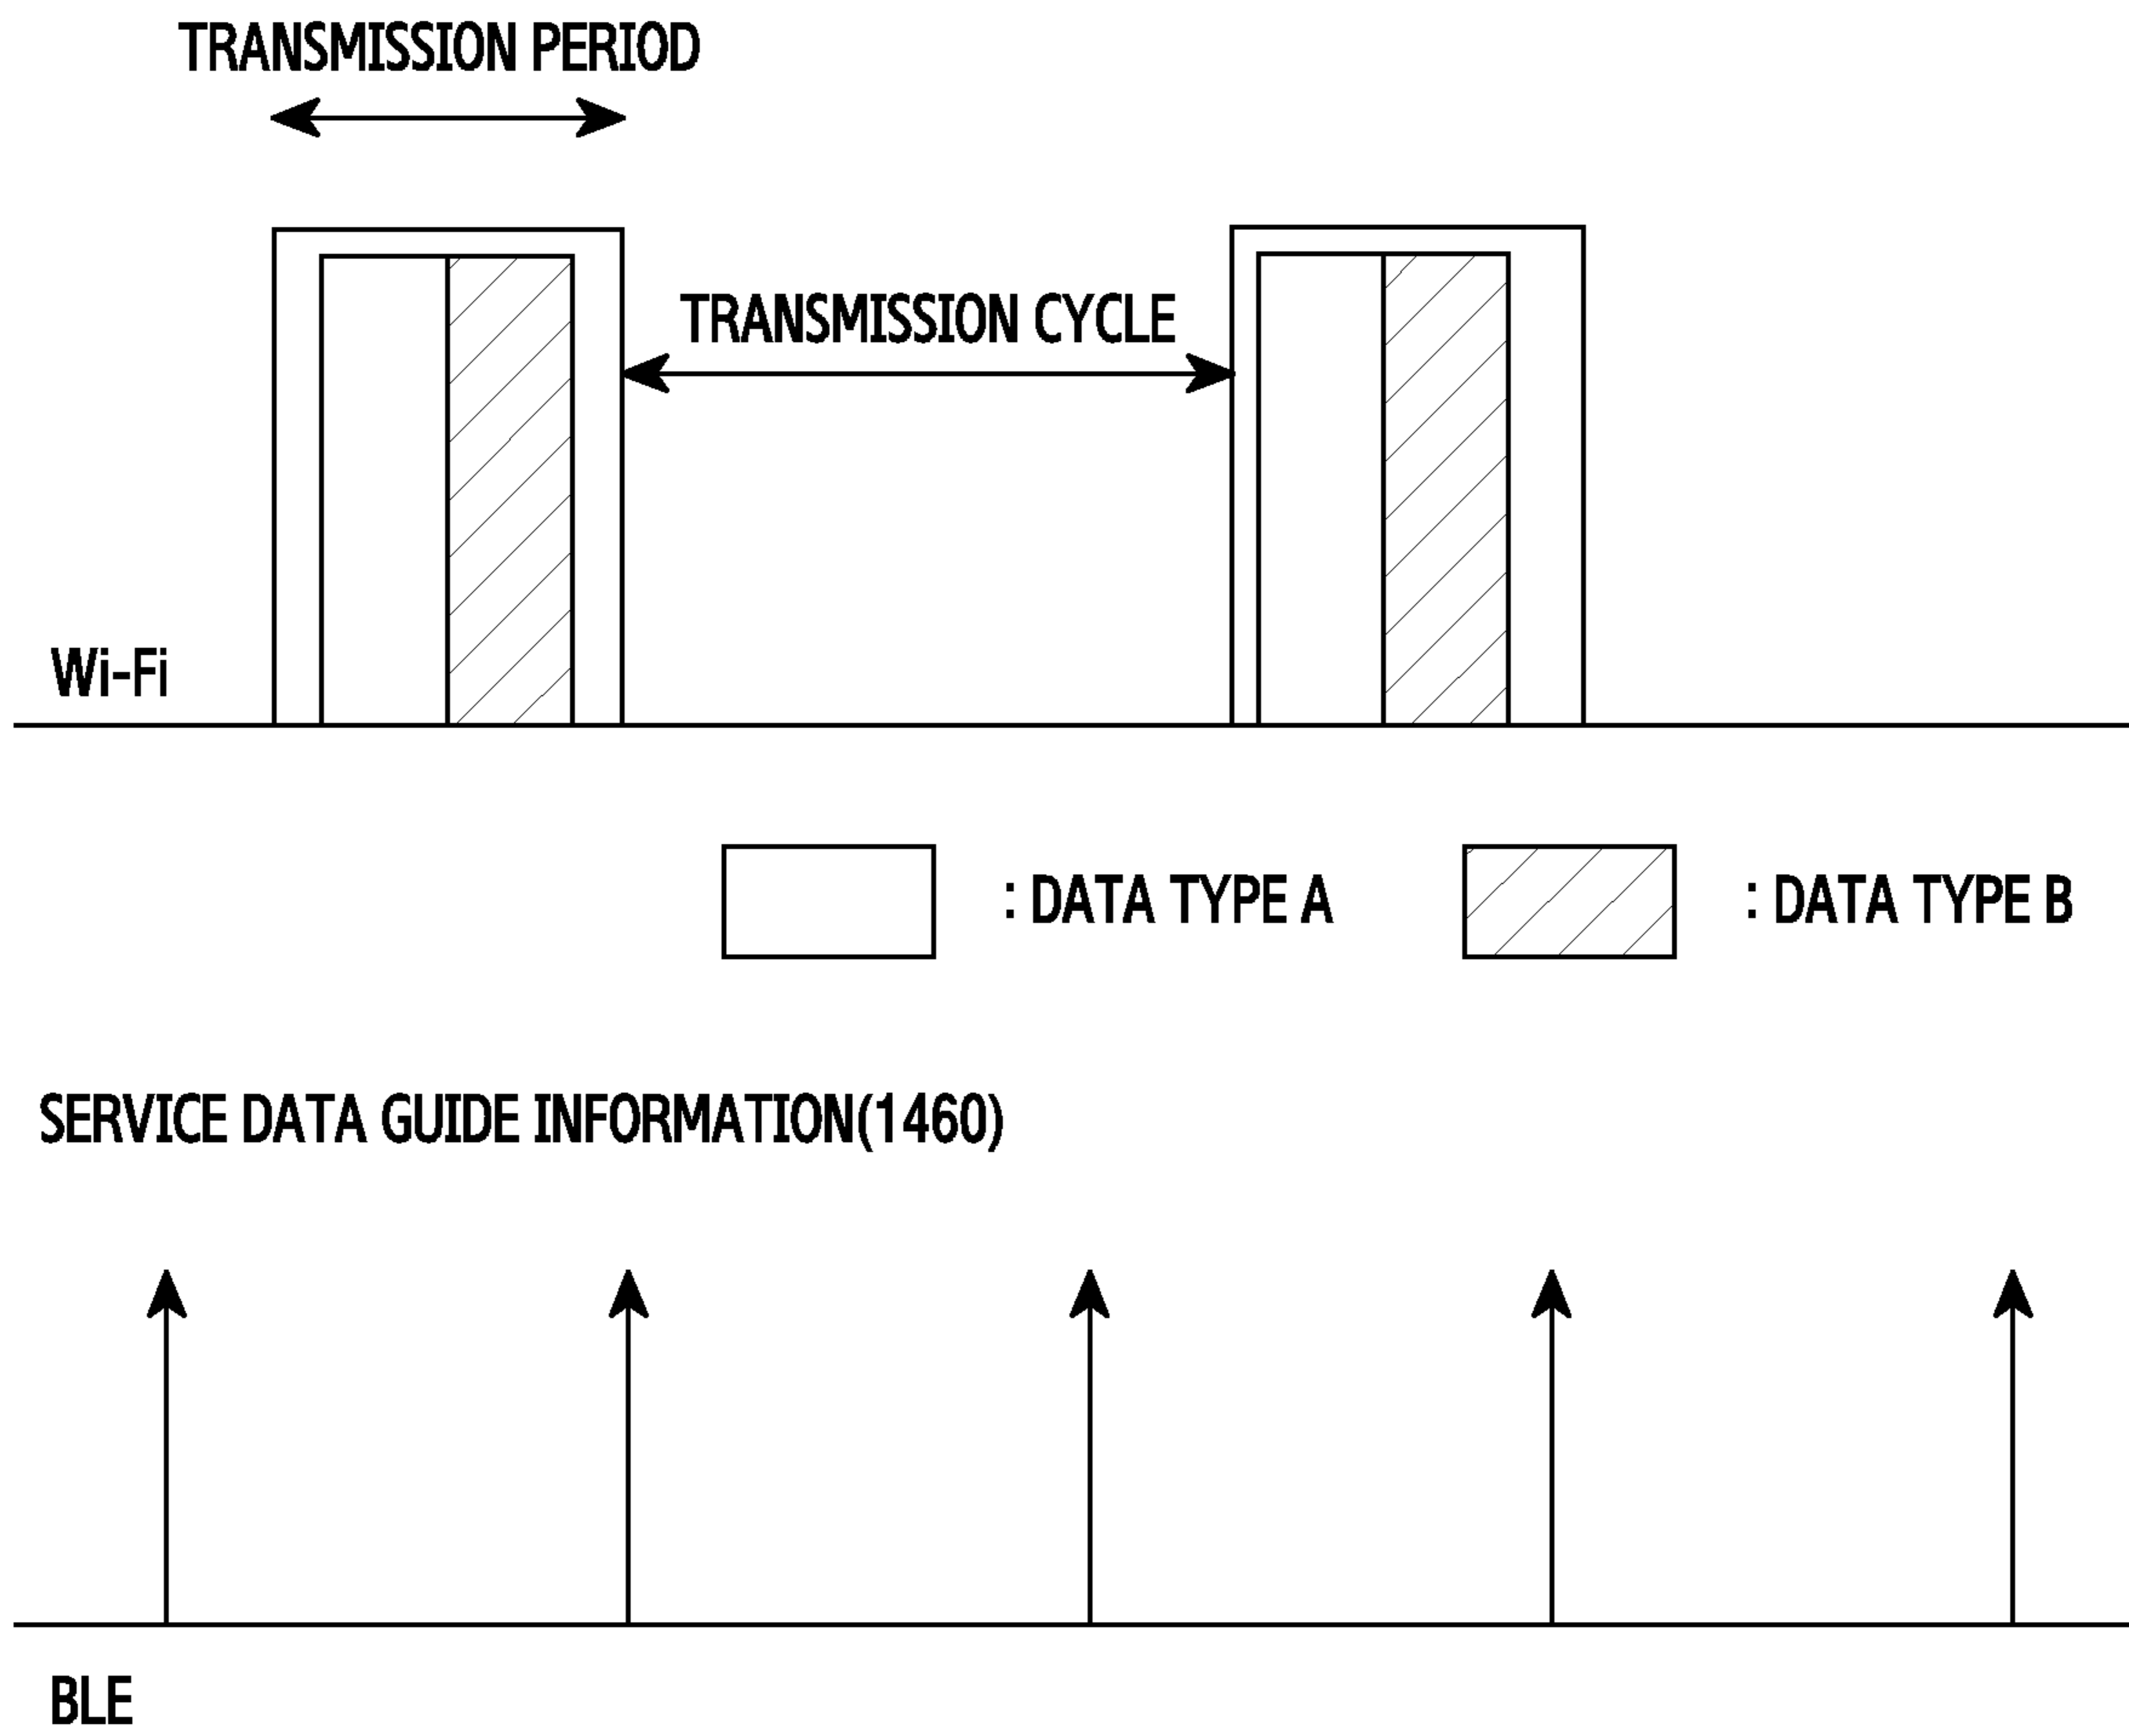 TRANSMISSION PERIOD
TRANSMISSION CYCLE
Wi-Fi
: DATA TYPE A
: DATA TYPE B
SERVICE DATA GUIDE INFORMATION(1460)
BLE